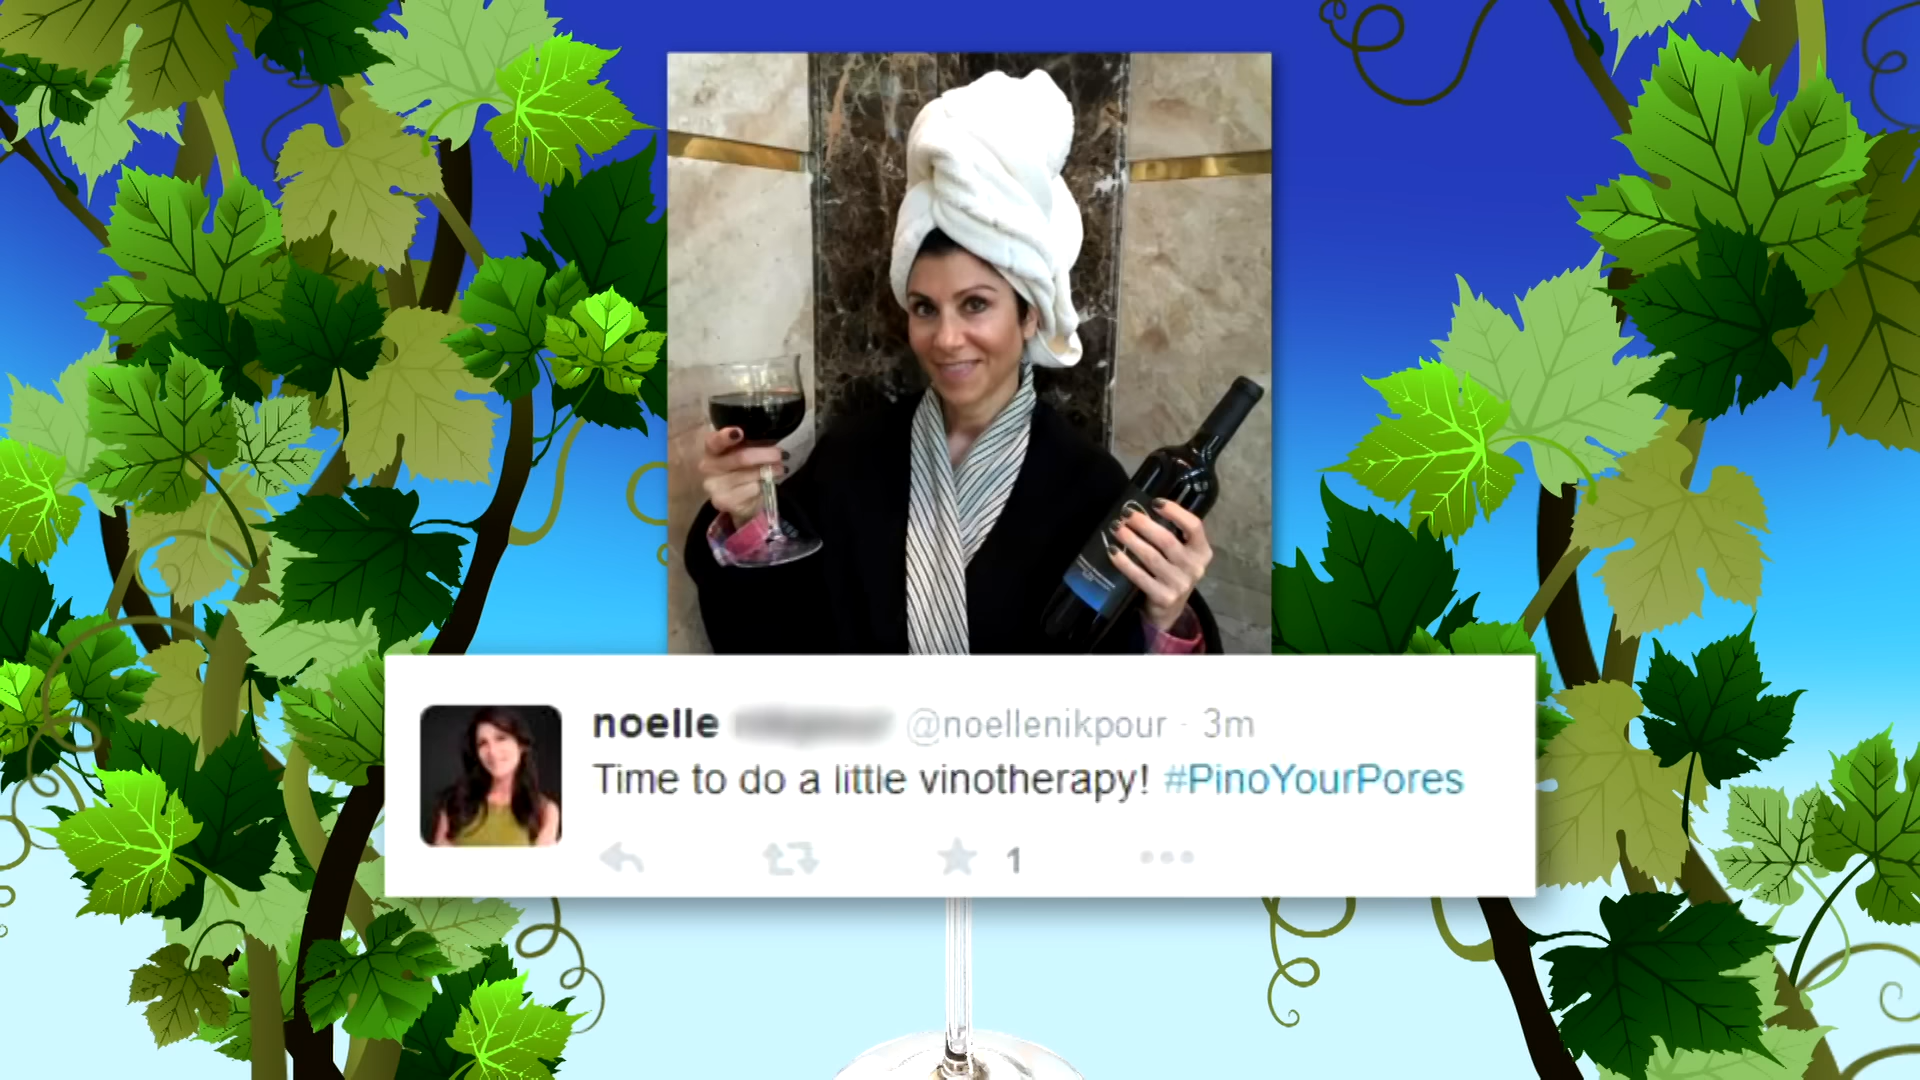 noelle @noellenikpour · 3m
Time to do a little vinotherapy! #PinoYourPores
1